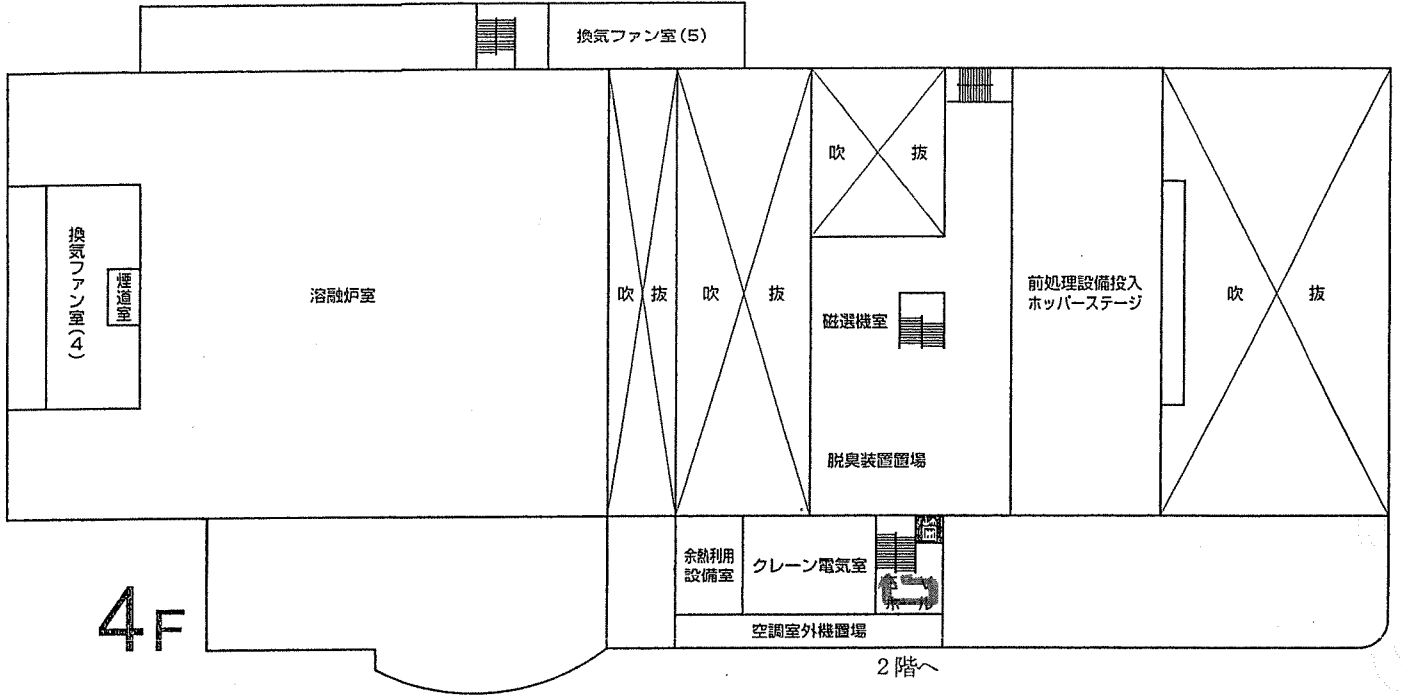 換気ファン室(5)
吹 抜
換気ファン室(4)
煙道室
溶融炉室
吹 抜
吹 抜
磁選機室
前処理設備投入
ホッパーステージ
吹 抜
脱臭装置置場
余熱利用
設備室
クレーン電気室
ホール
空調室外機置場
4F
2階へ